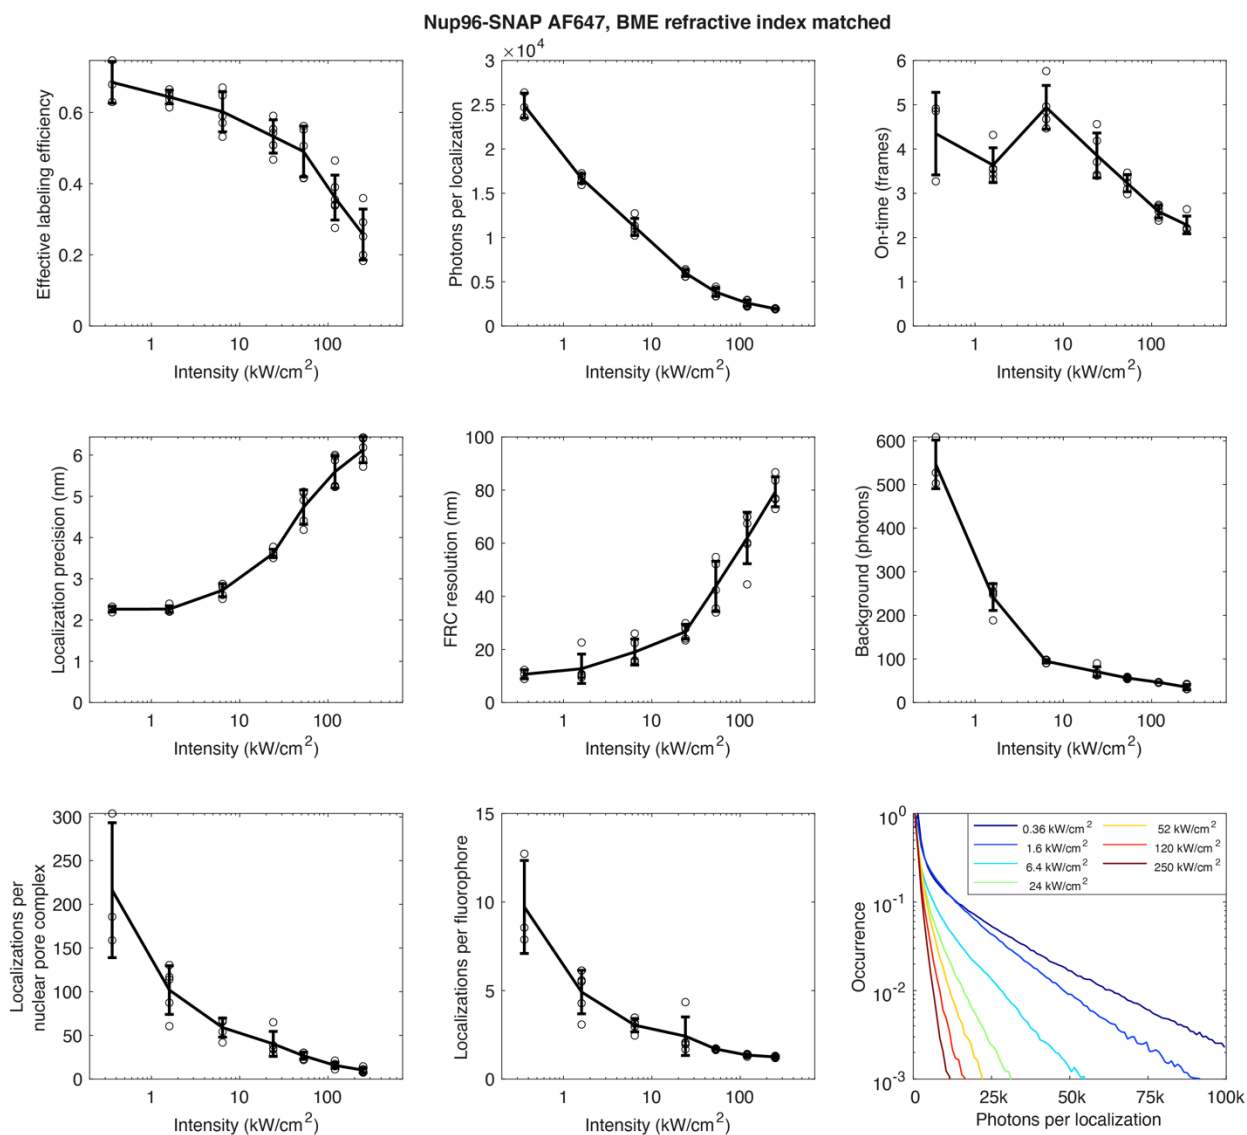 Nup96-SNAP AF647, BME refractive index matched
Effective labeling efficiency
0.6
0.4
0.2
0
1 10 100
Intensity (kW/cm²)
×10⁴
Photons per localization
3
2.5
2
1.5
1
0.5
0
1 10 100
Intensity (kW/cm²)
On-time (frames)
6
5
4
3
2
1
0
1 10 100
Intensity (kW/cm²)
Localization precision (nm)
6
5
4
3
2
1
0
1 10 100
Intensity (kW/cm²)
FRC resolution (nm)
100
80
60
40
20
0
1 10 100
Intensity (kW/cm²)
Background (photons)
600
500
400
300
200
100
0
1 10 100
Intensity (kW/cm²)
Localizations per
nuclear pore complex
300
250
200
150
100
50
0
1 10 100
Intensity (kW/cm²)
Localizations per fluorophore
15
10
5
0
1 10 100
Intensity (kW/cm²)
Occurrence
10⁰
10⁻¹
10⁻²
10⁻³
0.36 kW/cm²
1.6 kW/cm²
6.4 kW/cm²
24 kW/cm²
52 kW/cm²
120 kW/cm²
250 kW/cm²
0 25k 50k 75k 100k
Photons per localization